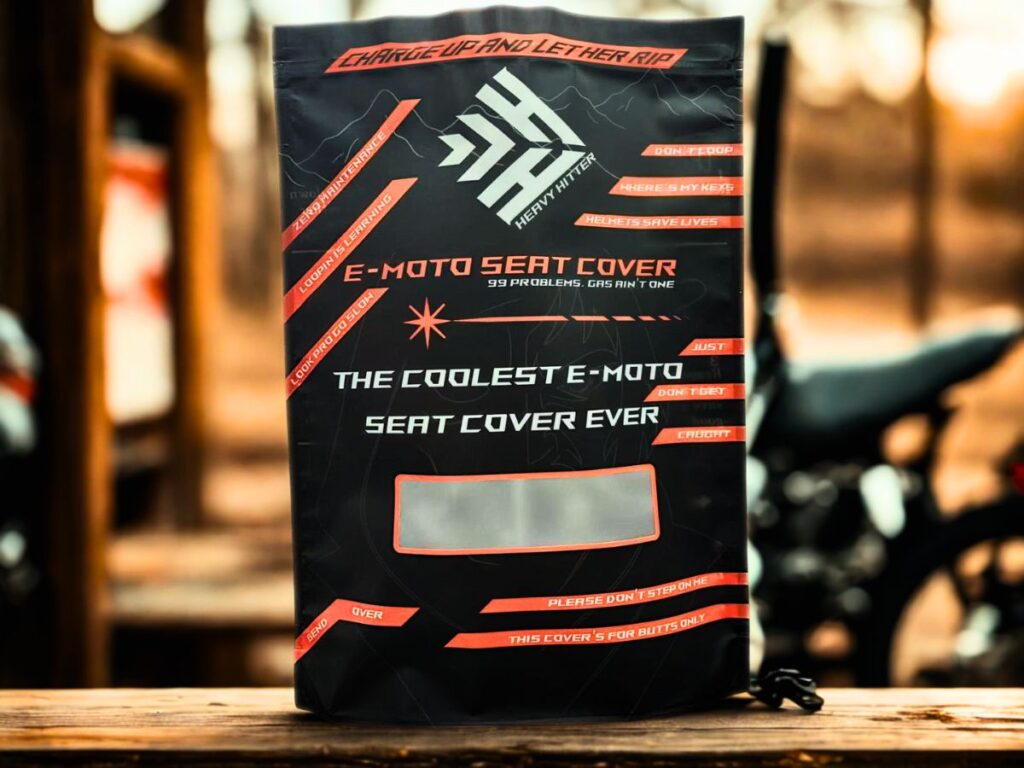 CHARGE UP AND LET HER RIP
HEAVY HITTER
ZERO MAINTENANCE
LOOPIN IS LEARNING
LOOK PRO GO SLOW
DON'T LOOP
WHERE'S MY KEYS
HELMETS SAVE LIVES
E-MOTO SEAT COVER
99 PROBLEMS. GAS AIN'T ONE
THE COOLEST E-MOTO
SEAT COVER EVER
JUST
DON'T GET
CAUGHT
SEND OVER
PLEASE DON'T STEP ON ME
THIS COVER'S FOR BUTTS ONLY